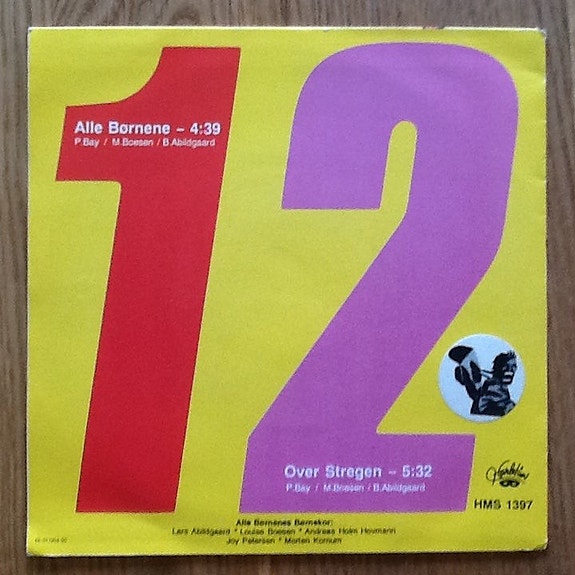 1 2
Alle Børnene – 4:39
P.Bay / M.Boesen / B.Abildgaard
Over Stregen – 5:32
P.Bay / M.Boesen / B.Abildgaard
HMS 1397
Alle Børnenes Børnekor:
Lars Abildgaard * Louise Boesen * Andreas Holm Hovmann
Joy Petersen * Morten Kornum